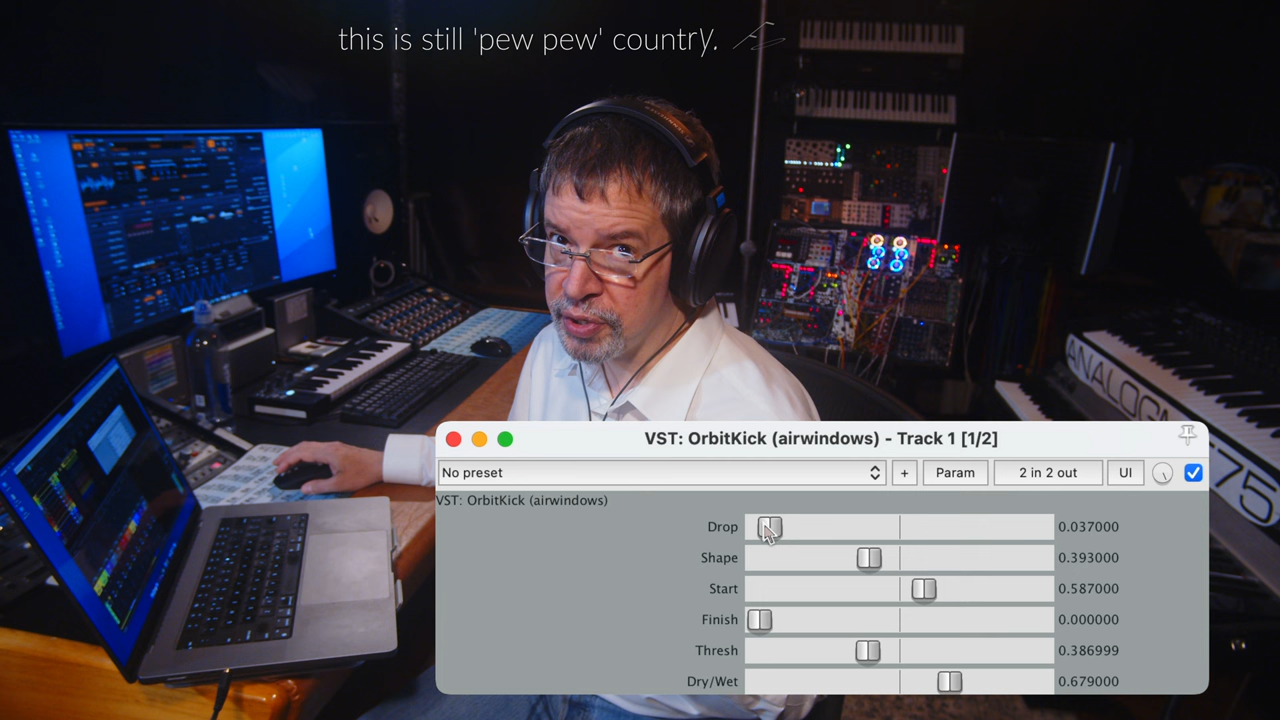 this is still 'pew pew' country.
VST: OrbitKick (airwindows) - Track 1 [1/2]
No preset
+
Param
2 in 2 out
UI
VST: OrbitKick (airwindows)
Drop 0.037000
Shape 0.393000
Start 0.587000
Finish 0.000000
Thresh 0.386999
Dry/Wet 0.679000